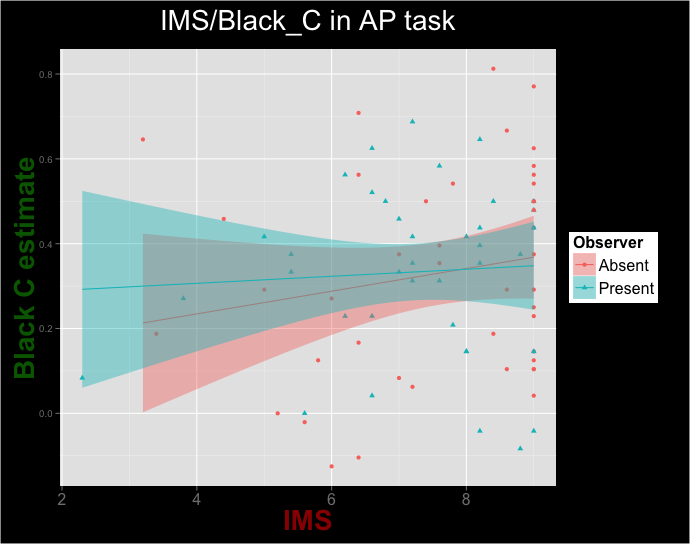 IMS/Black_C in AP task
Black C estimate
0.8
0.6
0.4
0.2
0.0
2
4
6
8
IMS
Observer
Absent
Present